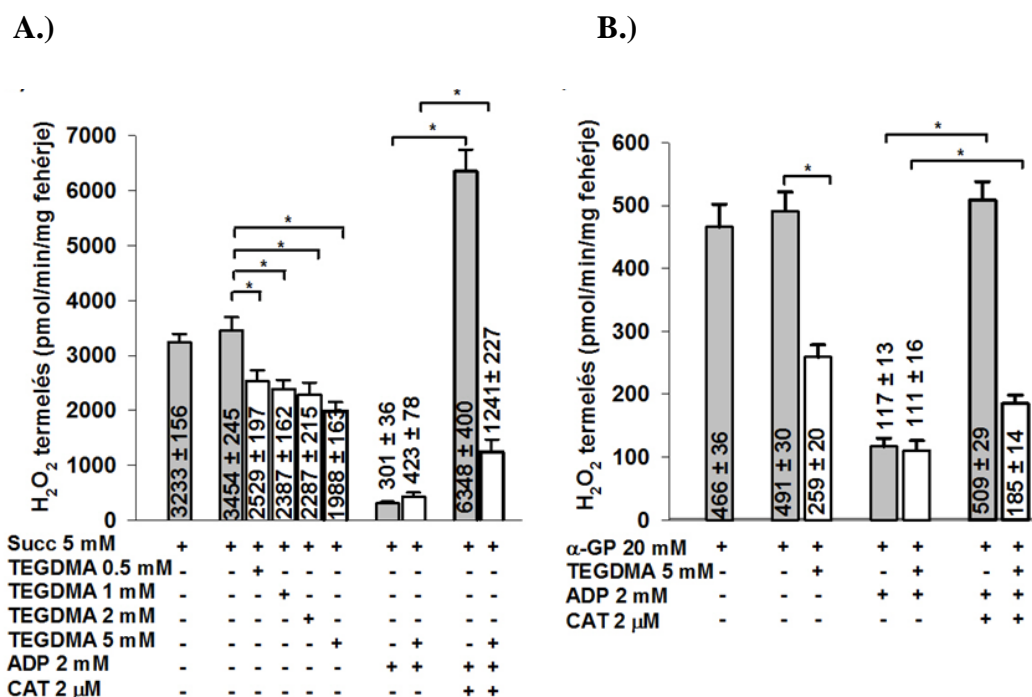 A.)
B.)
H2O2 termelés (pmol/min/mg fehérje)
7000
6000
5000
4000
3000
2000
1000
0
* * * * * *
3233 ± 156
3454 ± 245
2529 ± 197
2387 ± 162
2287 ± 215
1988 ± 163
301 ± 36
423 ± 78
6348 ± 400
1241 ± 227
Succ 5 mM + + + + + + + + + +
TEGDMA 0.5 mM - - + - - - - - - -
TEGDMA 1 mM - - - + - - - - - -
TEGDMA 2 mM - - - - + - - - - -
TEGDMA 5 mM - - - - - + - + - +
ADP 2 mM - - - - - - + + + +
CAT 2 µM - - - - - - - - + +
H2O2 termelés (pmol/min/mg fehérje)
600
500
400
300
200
100
0
* * *
466 ± 36
491 ± 30
259 ± 20
117 ± 13
111 ± 16
509 ± 29
185 ± 14
α-GP 20 mM + + + + + + +
TEGDMA 5 mM - - + - + - +
ADP 2 mM - - - + + + +
CAT 2 µM - - - - - + +